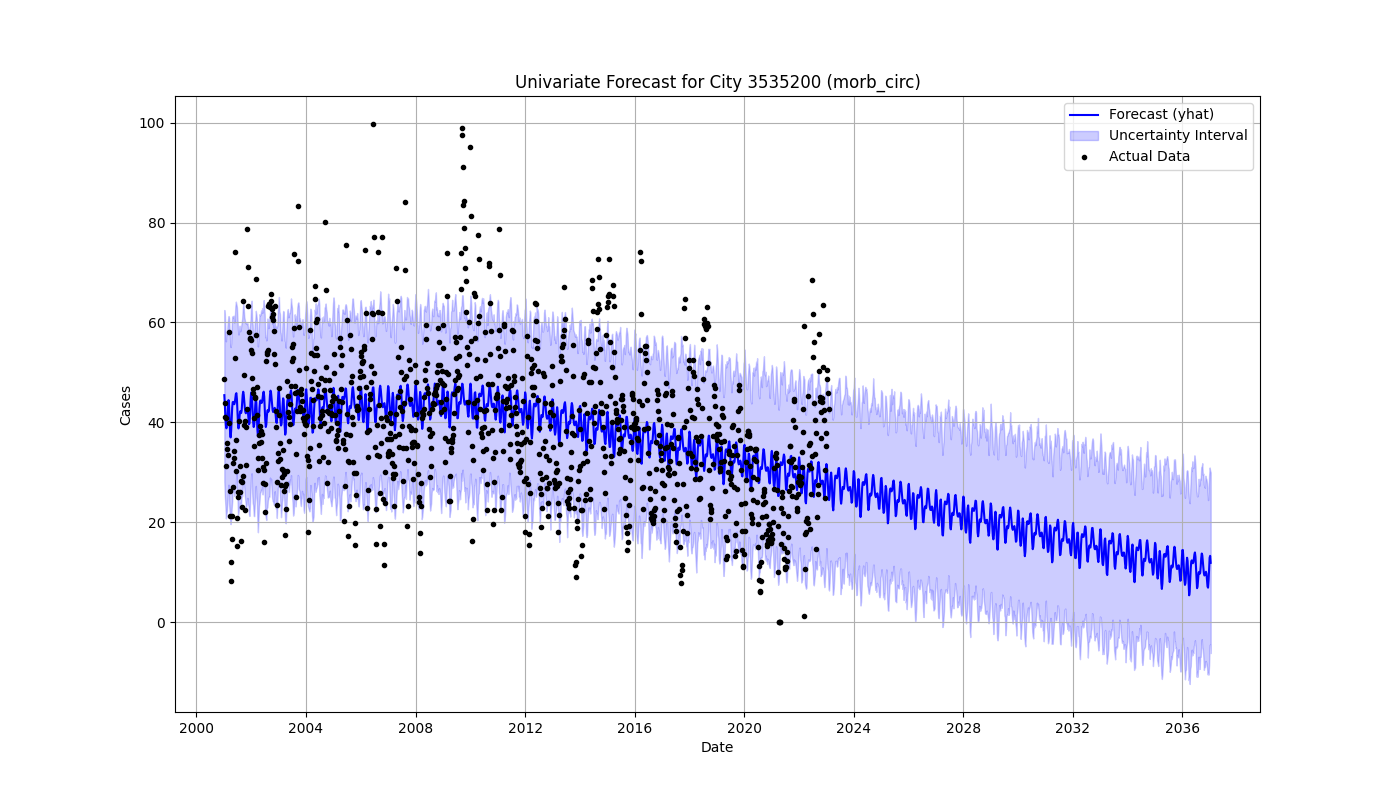 Univariate Forecast for City 3535200 (morb_circ)
Forecast (yhat)
Uncertainty Interval
Actual Data
Cases
100
80
60
40
20
0
2000 2004 2008 2012 2016 2020 2024 2028 2032 2036
Date